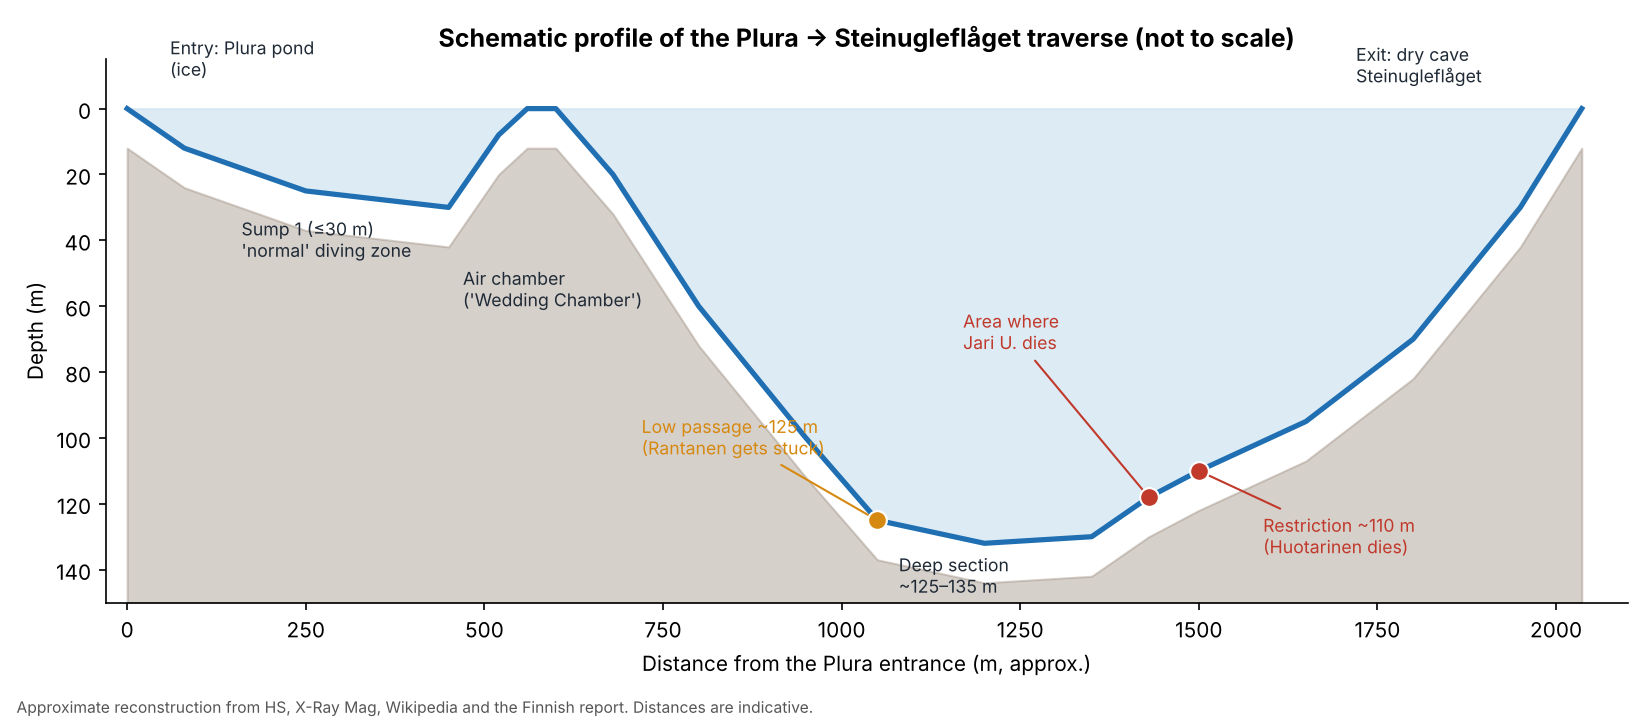 Schematic profile of the Plura → Steinugleflåget traverse (not to scale)
Entry: Plura pond
(ice)
Exit: dry cave
Steinugleflåget
Depth (m)
0
20
40
60
80
100
120
140
Sump 1 (≤30 m)
'normal' diving zone
Air chamber
('Wedding Chamber')
Area where
Jari U. dies
Low passage ~125 m
(Rantanen gets stuck)
Restriction ~110 m
(Huotarinen dies)
Deep section
~125–135 m
0
250
500
750
1000
1250
1500
1750
2000
Distance from the Plura entrance (m, approx.)
Approximate reconstruction from HS, X-Ray Mag, Wikipedia and the Finnish report. Distances are indicative.